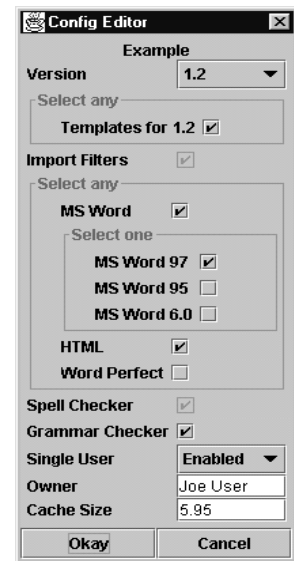 Config Editor
Example
Version 1.2
Select any
Templates for 1.2
Import Filters
Select any
MS Word
Select one
MS Word 97
MS Word 95
MS Word 6.0
HTML
Word Perfect
Spell Checker
Grammar Checker
Single User Enabled
Owner Joe User
Cache Size 5.95
Okay Cancel